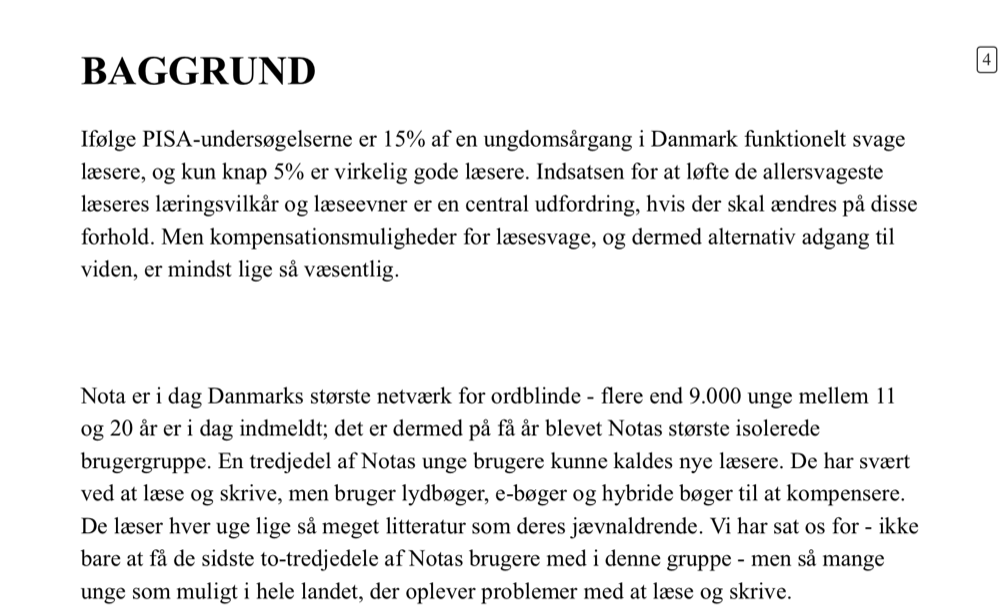 BAGGRUND
4
Ifølge PISA-undersøgelserne er 15% af en ungdomsårgang i Danmark funktionelt svage
læsere, og kun knap 5% er virkelig gode læsere. Indsatsen for at løfte de allersvageste
læseres læringsvilkår og læseevner er en central udfordring, hvis der skal ændres på disse
forhold. Men kompensationsmuligheder for læsesvage, og dermed alternativ adgang til
viden, er mindst lige så væsentlig.
Nota er i dag Danmarks største netværk for ordblinde - flere end 9.000 unge mellem 11
og 20 år er i dag indmeldt; det er dermed på få år blevet Notas største isolerede
brugergruppe. En tredjedel af Notas unge brugere kunne kaldes nye læsere. De har svært
ved at læse og skrive, men bruger lydbøger, e-bøger og hybride bøger til at kompensere.
De læser hver uge lige så meget litteratur som deres jævnaldrende. Vi har sat os for - ikke
bare at få de sidste to-tredjedele af Notas brugere med i denne gruppe - men så mange
unge som muligt i hele landet, der oplever problemer med at læse og skrive.